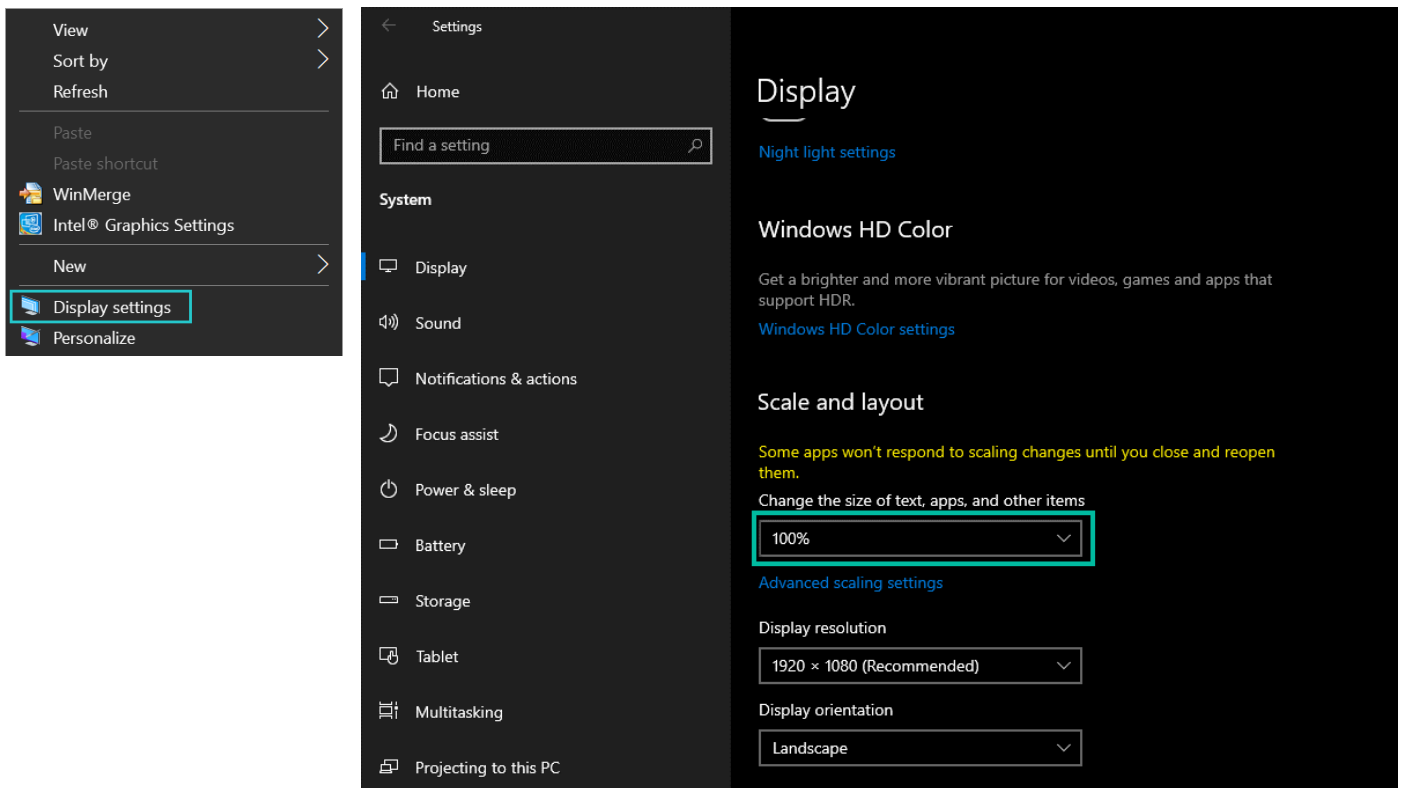 View
Sort by
Refresh
Paste
Paste shortcut
WinMerge
Intel® Graphics Settings
New
Display settings
Personalize
Settings
Home
Find a setting
System
Display
Sound
Notifications & actions
Focus assist
Power & sleep
Battery
Storage
Tablet
Multitasking
Projecting to this PC
Display
Night light settings
Windows HD Color
Get a brighter and more vibrant picture for videos, games and apps that
support HDR.
Windows HD Color settings
Scale and layout
Some apps won't respond to scaling changes until you close and reopen
them.
Change the size of text, apps, and other items
100%
Advanced scaling settings
Display resolution
1920 × 1080 (Recommended)
Display orientation
Landscape